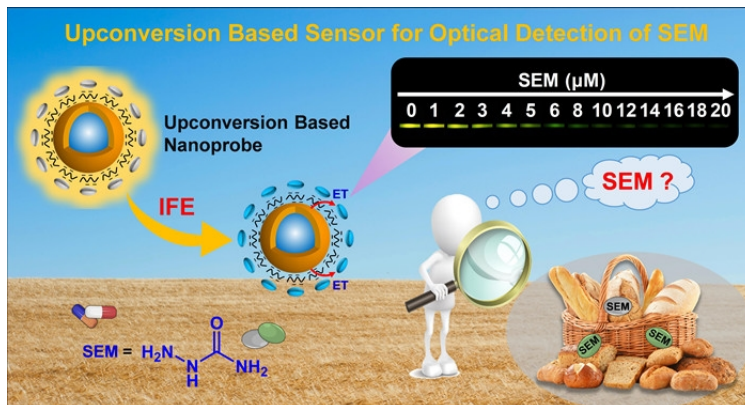 Upconversion Based Sensor for Optical Detection of SEM
SEM (µM)
0 1 2 3 4 5 6 8 10 12 14 16 18 20
Upconversion Based
Nanoprobe
IFE
ET
ET
SEM ?
SEM
SEM
SEM
SEM = H₂N N H O NH₂